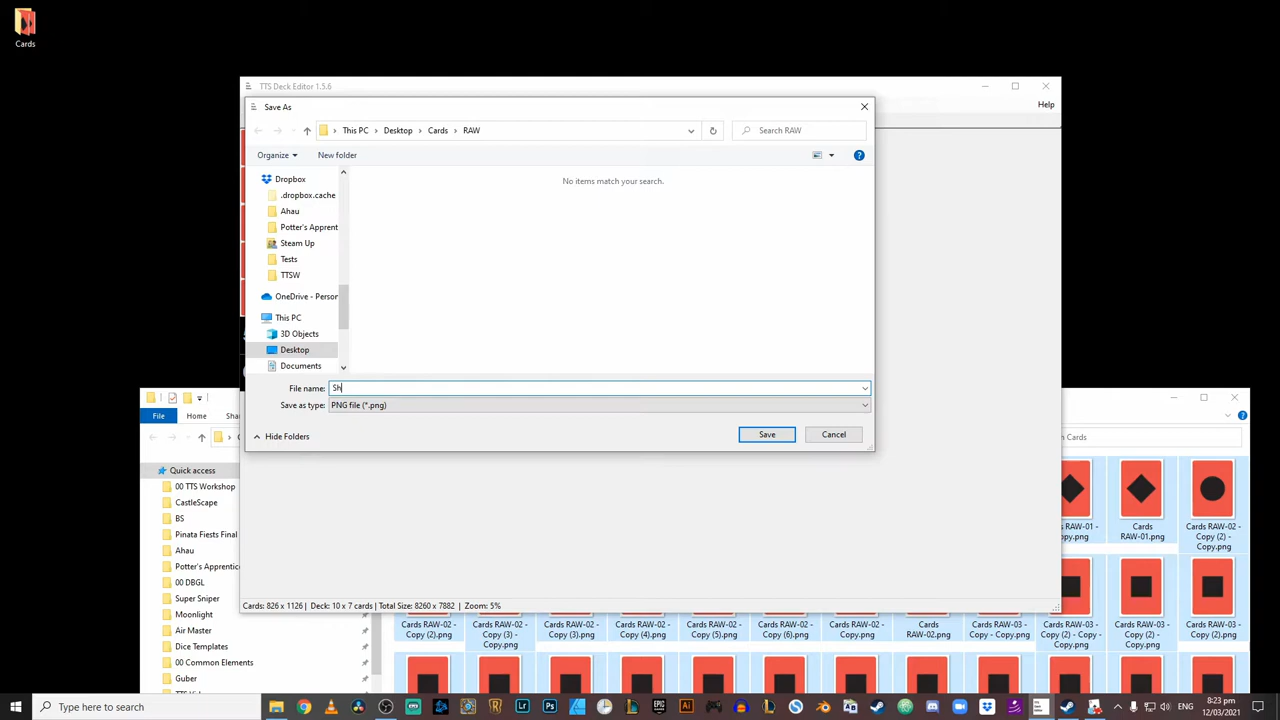 Cards
TTS Deck Editor 1.5.6
Help
Save As
This PC
Desktop
Cards
RAW
Search RAW
Organize
New folder
Dropbox
.dropbox.cache
Ahau
Potter's Apprent
Steam Up
Tests
TTSW
OneDrive - Person
This PC
3D Objects
Desktop
Documents
No items match your search.
File name: Sh
Save as type: PNG file (*.png)
Hide Folders
Save
Cancel
File
Home
Shar
Cards
Quick access
00 TTS Workshop
CastleScape
BS
Pinata Fiests Final
Ahau
Potter's Apprentic
00 DBGL
Super Sniper
Moonlight
Air Master
Dice Templates
00 Common Elements
Guber
RAW-01 -
Copy.png
Cards
RAW-01.png
Cards RAW-02 -
Copy (2) -
Copy.png
Cards: 826 x 1126 | Deck: 10 x 7 cards | Total Size: 8260 x 7882 | Zoom: 5%
Cards RAW-02 -
Copy (2).png
Cards RAW-02 -
Copy (3) -
Copy.png
Cards RAW-02 -
Copy (3).png
Cards RAW-02 -
Copy (4).png
Cards RAW-02 -
Copy (5).png
Cards RAW-02 -
Copy (6).png
Cards RAW-02 -
Copy.png
Cards
RAW-02.png
Cards RAW-03 -
Copy - Copy.png
Cards RAW-03 -
Copy (2) - Copy -
Copy.png
Cards RAW-03 -
Copy (2) -
Copy.png
Cards RAW-03 -
Copy (2).png
Type here to search
ENG
8:23 pm
12/03/2021